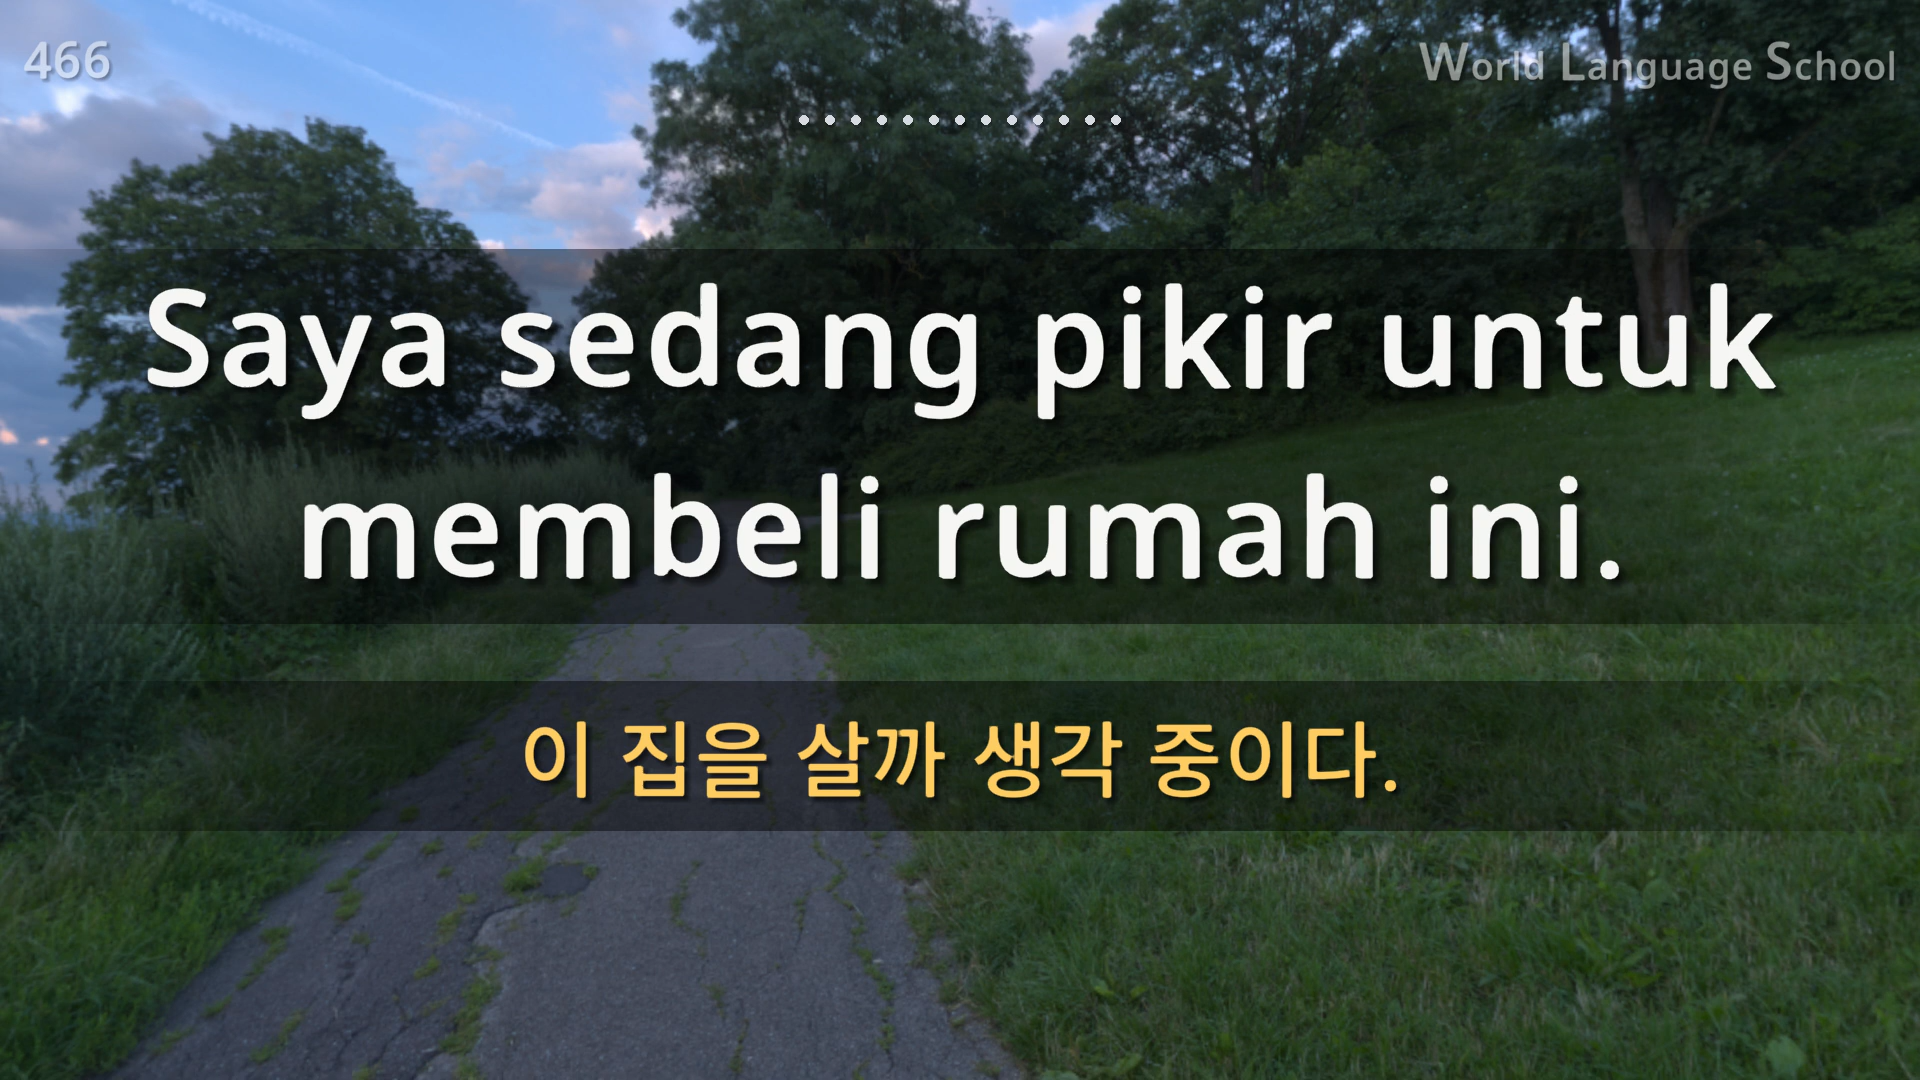 466
World Language School
Saya sedang pikir untuk
membeli rumah ini.
이 집을 살까 생각 중이다.